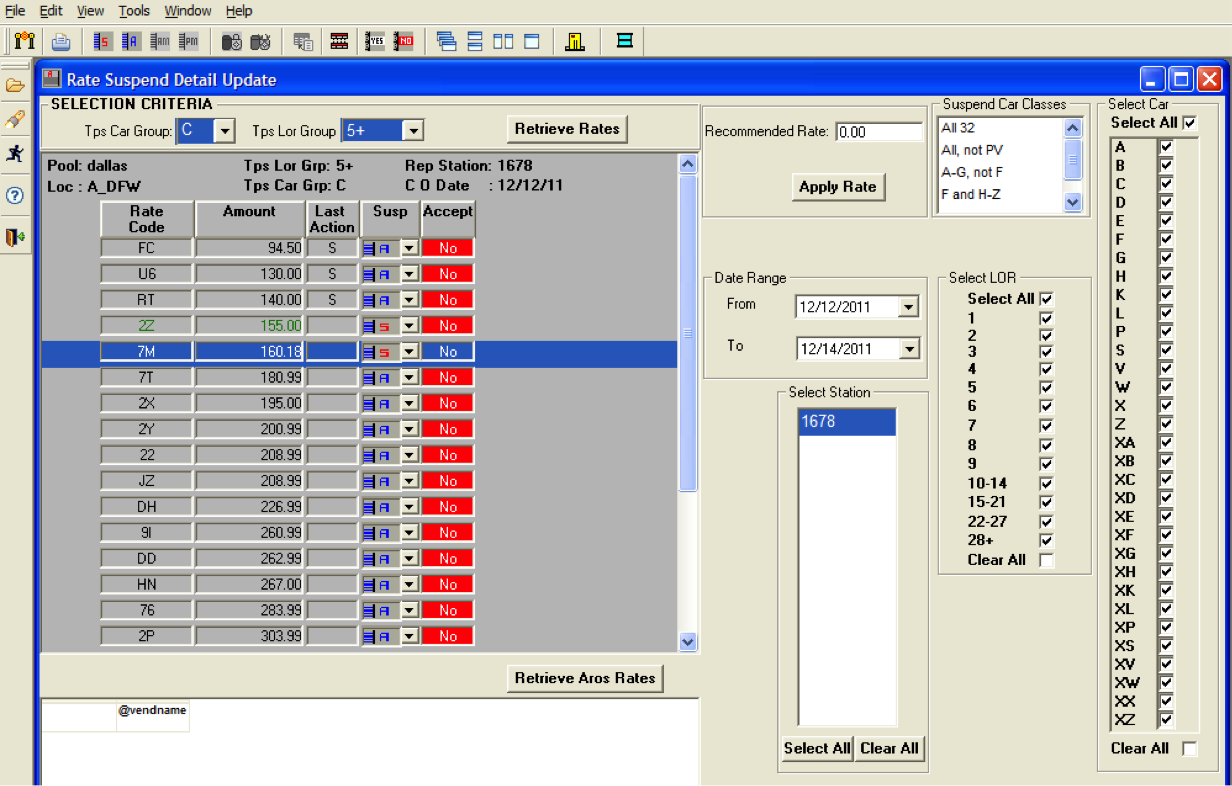 File Edit View Tools Window Help
Rate Suspend Detail Update
SELECTION CRITERIA
Tps Car Group: C Tps Lor Group 5+ Retrieve Rates
Pool: dallas Tps Lor Grp: 5+ Rep Station: 1678
Loc : A_DFW Tps Car Grp: C C O Date : 12/12/11
Rate Code Amount Last Action Susp Accept
FC 94.50 S A No
U6 130.00 S A No
RT 140.00 S A No
2Z 155.00 S No
7M 160.18 S No
7T 180.99 A No
2X 195.00 A No
2Y 200.99 A No
22 208.99 A No
JZ 208.99 A No
DH 226.99 A No
9I 260.99 A No
DD 262.99 A No
HN 267.00 A No
76 283.99 A No
2P 303.99 A No
Retrieve Aros Rates
@vendname
Recommended Rate: 0.00
Apply Rate
Suspend Car Classes
All 32
All, not PV
A-G, not F
F and H-Z
Date Range
From 12/12/2011
To 12/14/2011
Select Station
1678
Select All Clear All
Select LOR
Select All
1
2
3
4
5
6
7
8
9
10-14
15-21
22-27
28+
Clear All
Select Car
Select All
A
B
C
D
E
F
G
H
K
L
P
S
V
W
X
Z
XA
XB
XC
XD
XE
XF
XG
XH
XK
XL
XP
XS
XV
XW
XX
XZ
Clear All